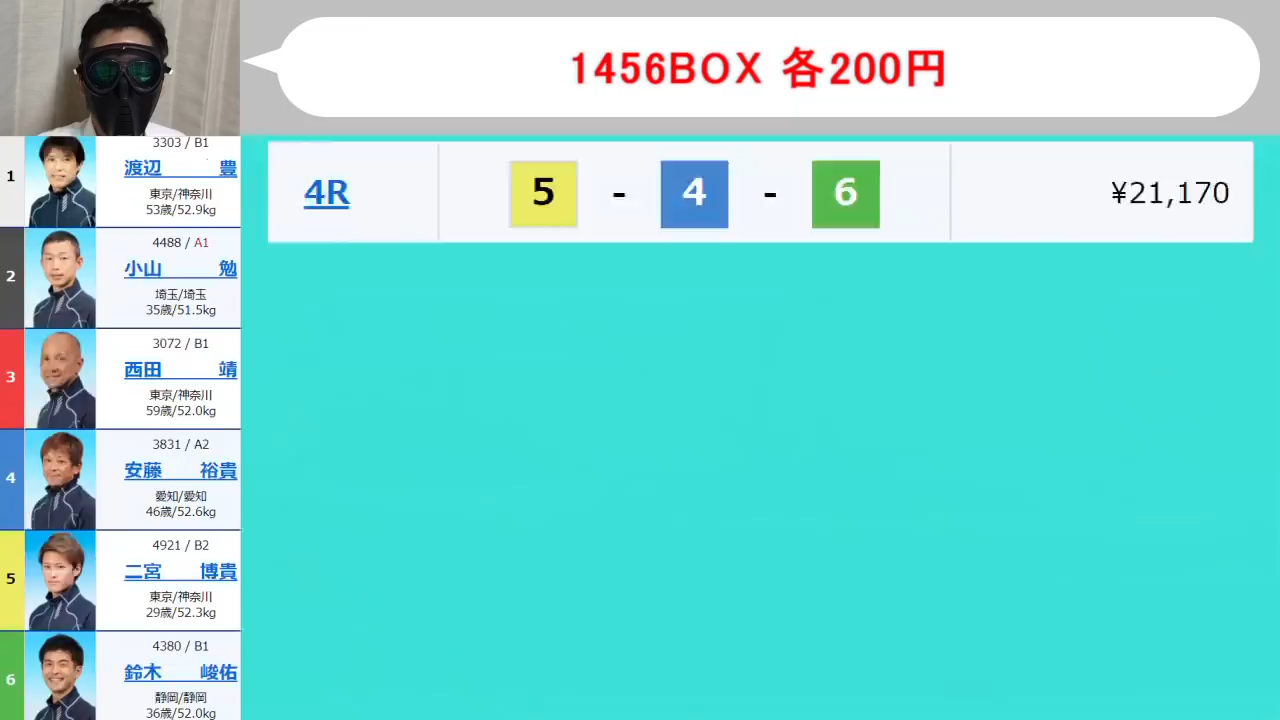 1456BOX 各200円
1
3303 / B1
渡辺 豊
東京/神奈川
53歳/52.9kg
2
4488 / A1
小山 勉
埼玉/埼玉
35歳/51.5kg
3
3072 / B1
西田 靖
東京/神奈川
59歳/52.0kg
4
3831 / A2
安藤 裕貴
愛知/愛知
46歳/52.6kg
5
4921 / B2
二宮 博貴
東京/神奈川
29歳/52.3kg
6
4380 / B1
鈴木 峻佑
静岡/静岡
36歳/52.0kg
4R 5 - 4 - 6 ¥21,170